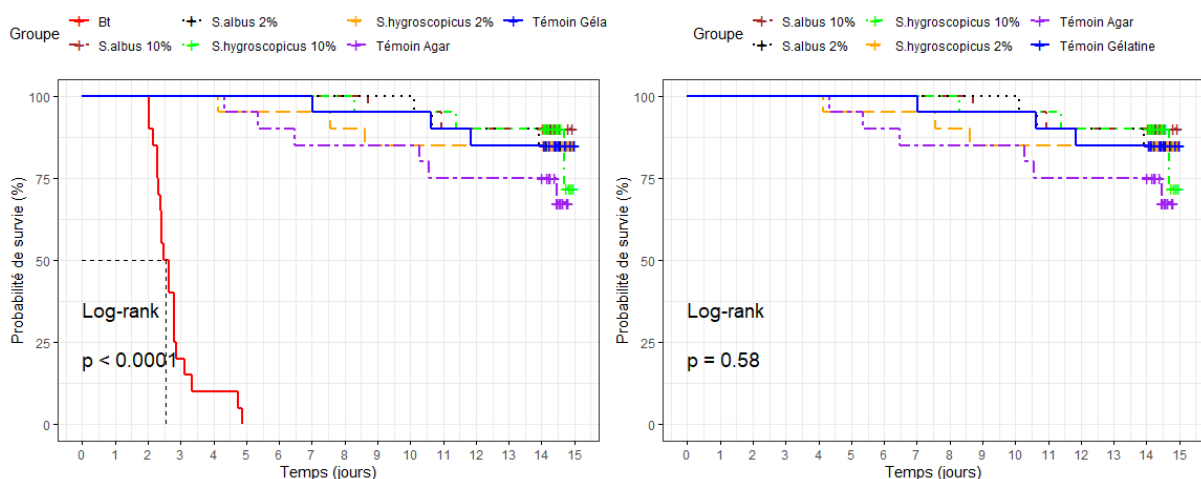 Groupe
Bt
S.albus 2%
S.hygroscopicus 2%
Témoin Géla
S.albus 10%
S.hygroscopicus 10%
Témoin Agar
Probabilité de survie (%)
100
75
50
25
0
Log-rank
p < 0.0001
0 1 2 3 4 5 6 7 8 9 10 11 12 13 14 15
Temps (jours)
Groupe
S.albus 10%
S.hygroscopicus 10%
Témoin Agar
S.albus 2%
S.hygroscopicus 2%
Témoin Gélatine
Probabilité de survie (%)
100
75
50
25
0
Log-rank
p = 0.58
0 1 2 3 4 5 6 7 8 9 10 11 12 13 14 15
Temps (jours)